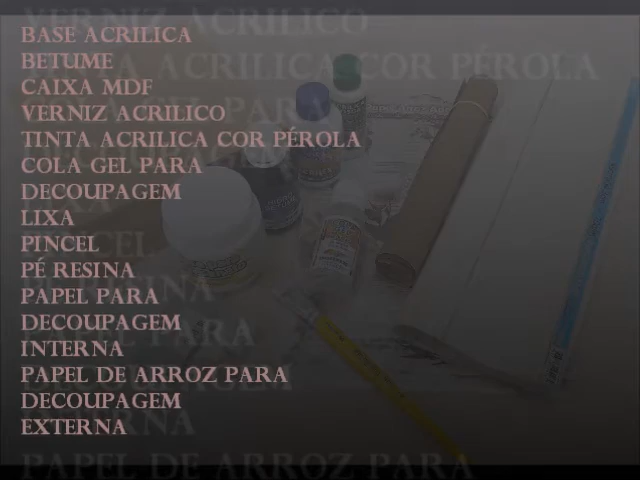 BASE ACRILICA
BETUME
CAIXA MDF
VERNIZ ACRILICO
TINTA ACRILICA COR PÉROLA
COLA GEL PARA
DECOUPAGEM
LIXA
PINCEL
PÉ RESINA
PAPEL PARA
DECOUPAGEM
INTERNA
PAPEL DE ARROZ PARA
DECOUPAGEM
EXTERNA